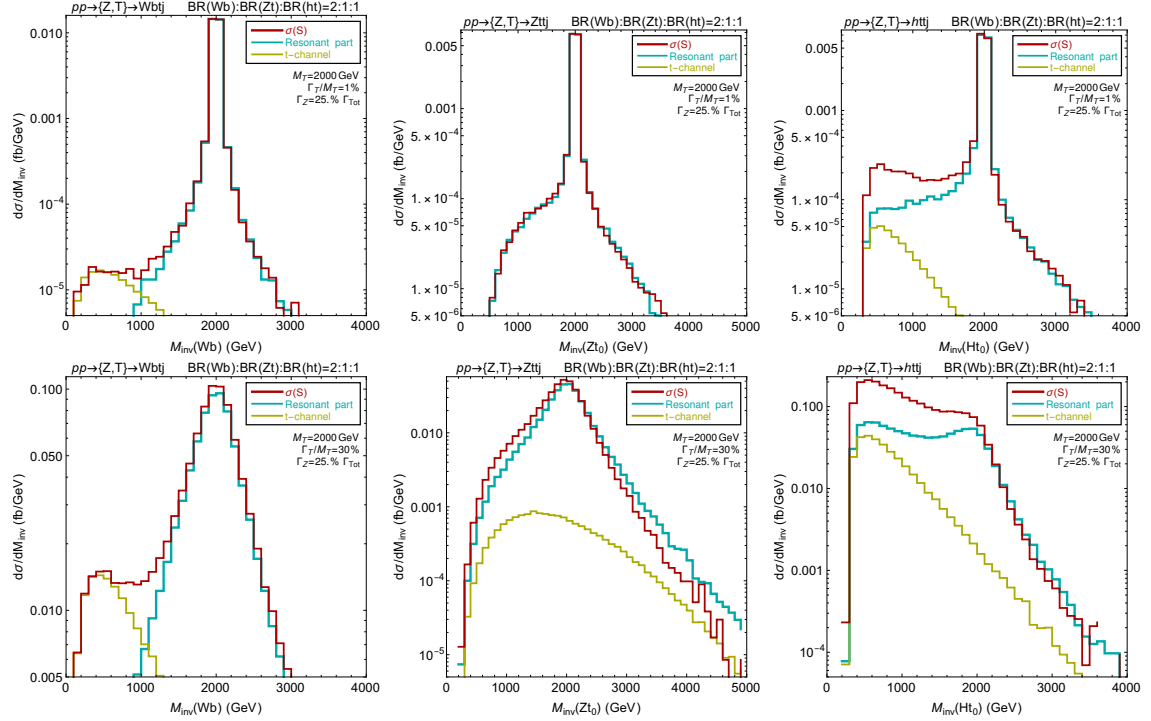 pp→{Z,T}→Wbtj BR(Wb):BR(Zt):BR(ht)=2:1:1
σ(S)
Resonant part
t-channel
M_T=2000 GeV
Γ_T/M_T=1%
Γ_Z=25.% Γ_Tot
dσ/dM_inv (fb/GeV)
0.010
0.001
10⁻⁴
10⁻⁵
0 1000 2000 3000 4000
M_inv(Wb) (GeV)
pp→{Z,T}→Zttj BR(Wb):BR(Zt):BR(ht)=2:1:1
σ(S)
Resonant part
t-channel
M_T=2000 GeV
Γ_T/M_T=1%
Γ_Z=25.% Γ_Tot
dσ/dM_inv (fb/GeV)
0.005
0.001
5.×10⁻⁴
1.×10⁻⁴
5.×10⁻⁵
1.×10⁻⁵
5.×10⁻⁶
0 1000 2000 3000 4000 5000
M_inv(Zt₀) (GeV)
pp→{Z,T}→httj BR(Wb):BR(Zt):BR(ht)=2:1:1
σ(S)
Resonant part
t-channel
M_T=2000 GeV
Γ_T/M_T=1%
Γ_Z=25.% Γ_Tot
dσ/dM_inv (fb/GeV)
0.005
0.001
5.×10⁻⁴
1.×10⁻⁴
5.×10⁻⁵
1.×10⁻⁵
5.×10⁻⁶
0 1000 2000 3000 4000
M_inv(Ht₀) (GeV)
pp→{Z,T}→Wbtj BR(Wb):BR(Zt):BR(ht)=2:1:1
σ(S)
Resonant part
t-channel
M_T=2000 GeV
Γ_T/M_T=30%
Γ_Z=25.% Γ_Tot
dσ/dM_inv (fb/GeV)
0.100
0.050
0.010
0.005
0 1000 2000 3000 4000
M_inv(Wb) (GeV)
pp→{Z,T}→Zttj BR(Wb):BR(Zt):BR(ht)=2:1:1
σ(S)
Resonant part
t-channel
M_T=2000 GeV
Γ_T/M_T=30%
Γ_Z=25.% Γ_Tot
dσ/dM_inv (fb/GeV)
0.010
0.001
10⁻⁴
10⁻⁵
0 1000 2000 3000 4000 5000
M_inv(Zt₀) (GeV)
pp→{Z,T}→httj BR(Wb):BR(Zt):BR(ht)=2:1:1
σ(S)
Resonant part
t-channel
M_T=2000 GeV
Γ_T/M_T=30%
Γ_Z=25.% Γ_Tot
dσ/dM_inv (fb/GeV)
0.100
0.010
0.001
10⁻⁴
0 1000 2000 3000 4000
M_inv(Ht₀) (GeV)